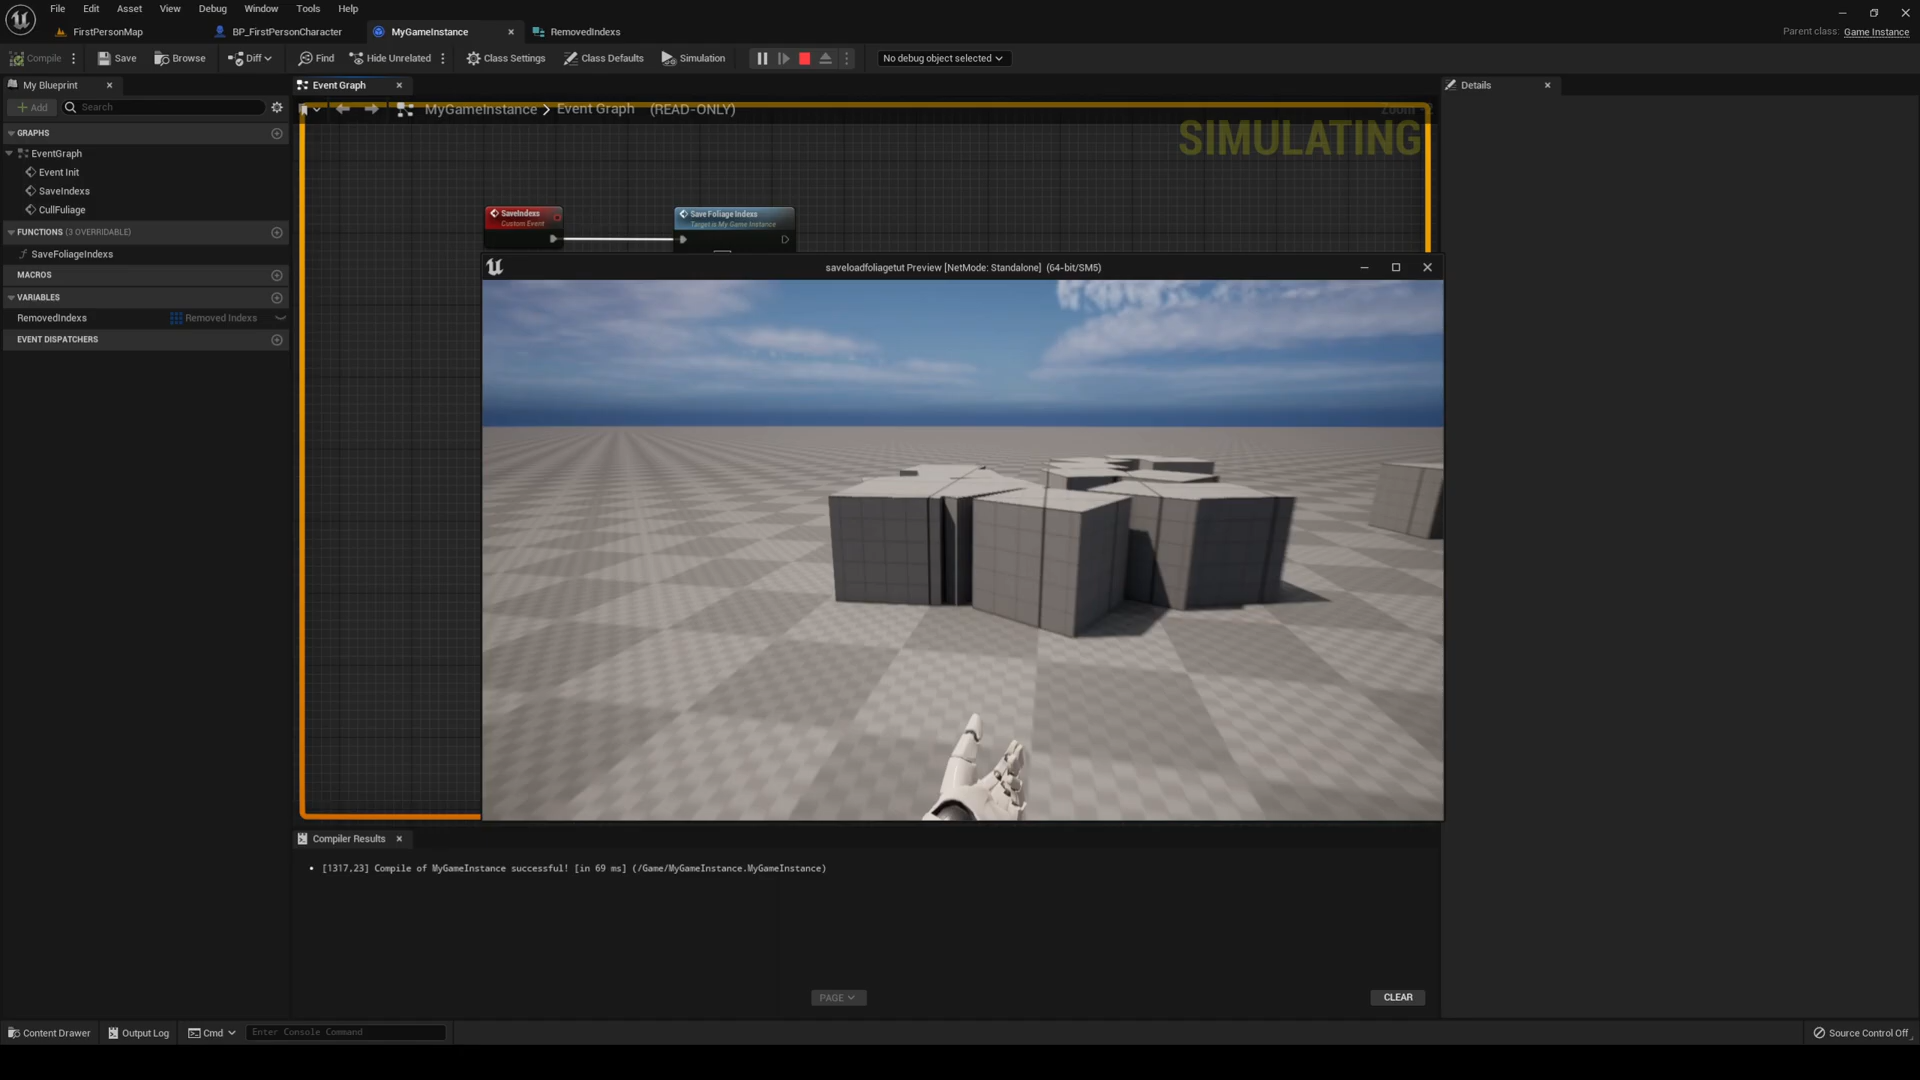 File Edit Asset View Debug Window Tools Help
FirstPersonMap BP_FirstPersonCharacter MyGameInstance RemovedIndexs
Parent class: Game Instance
Compile Save Browse Diff Find Hide Unrelated Class Settings Class Defaults Simulation No debug object selected
My Blueprint Event Graph Details
Add Search
MyGameInstance > Event Graph (READ-ONLY)
SIMULATING
GRAPHS
EventGraph
Event Init
SaveIndexs
CullFuliage
FUNCTIONS (3 OVERRIDABLE)
SaveFoliageIndexs
MACROS
VARIABLES
RemovedIndexs Removed Indexs
EVENT DISPATCHERS
SaveIndexs
Custom Event
Save Foliage Indexs
Target is My Game Instance
saveloadfoliagetut Preview [NetMode: Standalone] (64-bit/SM5)
Compiler Results
[1317,23] Compile of MyGameInstance successful! [in 69 ms] (/Game/MyGameInstance.MyGameInstance)
PAGE CLEAR
Content Drawer Output Log Cmd Enter Console Command Source Control Off